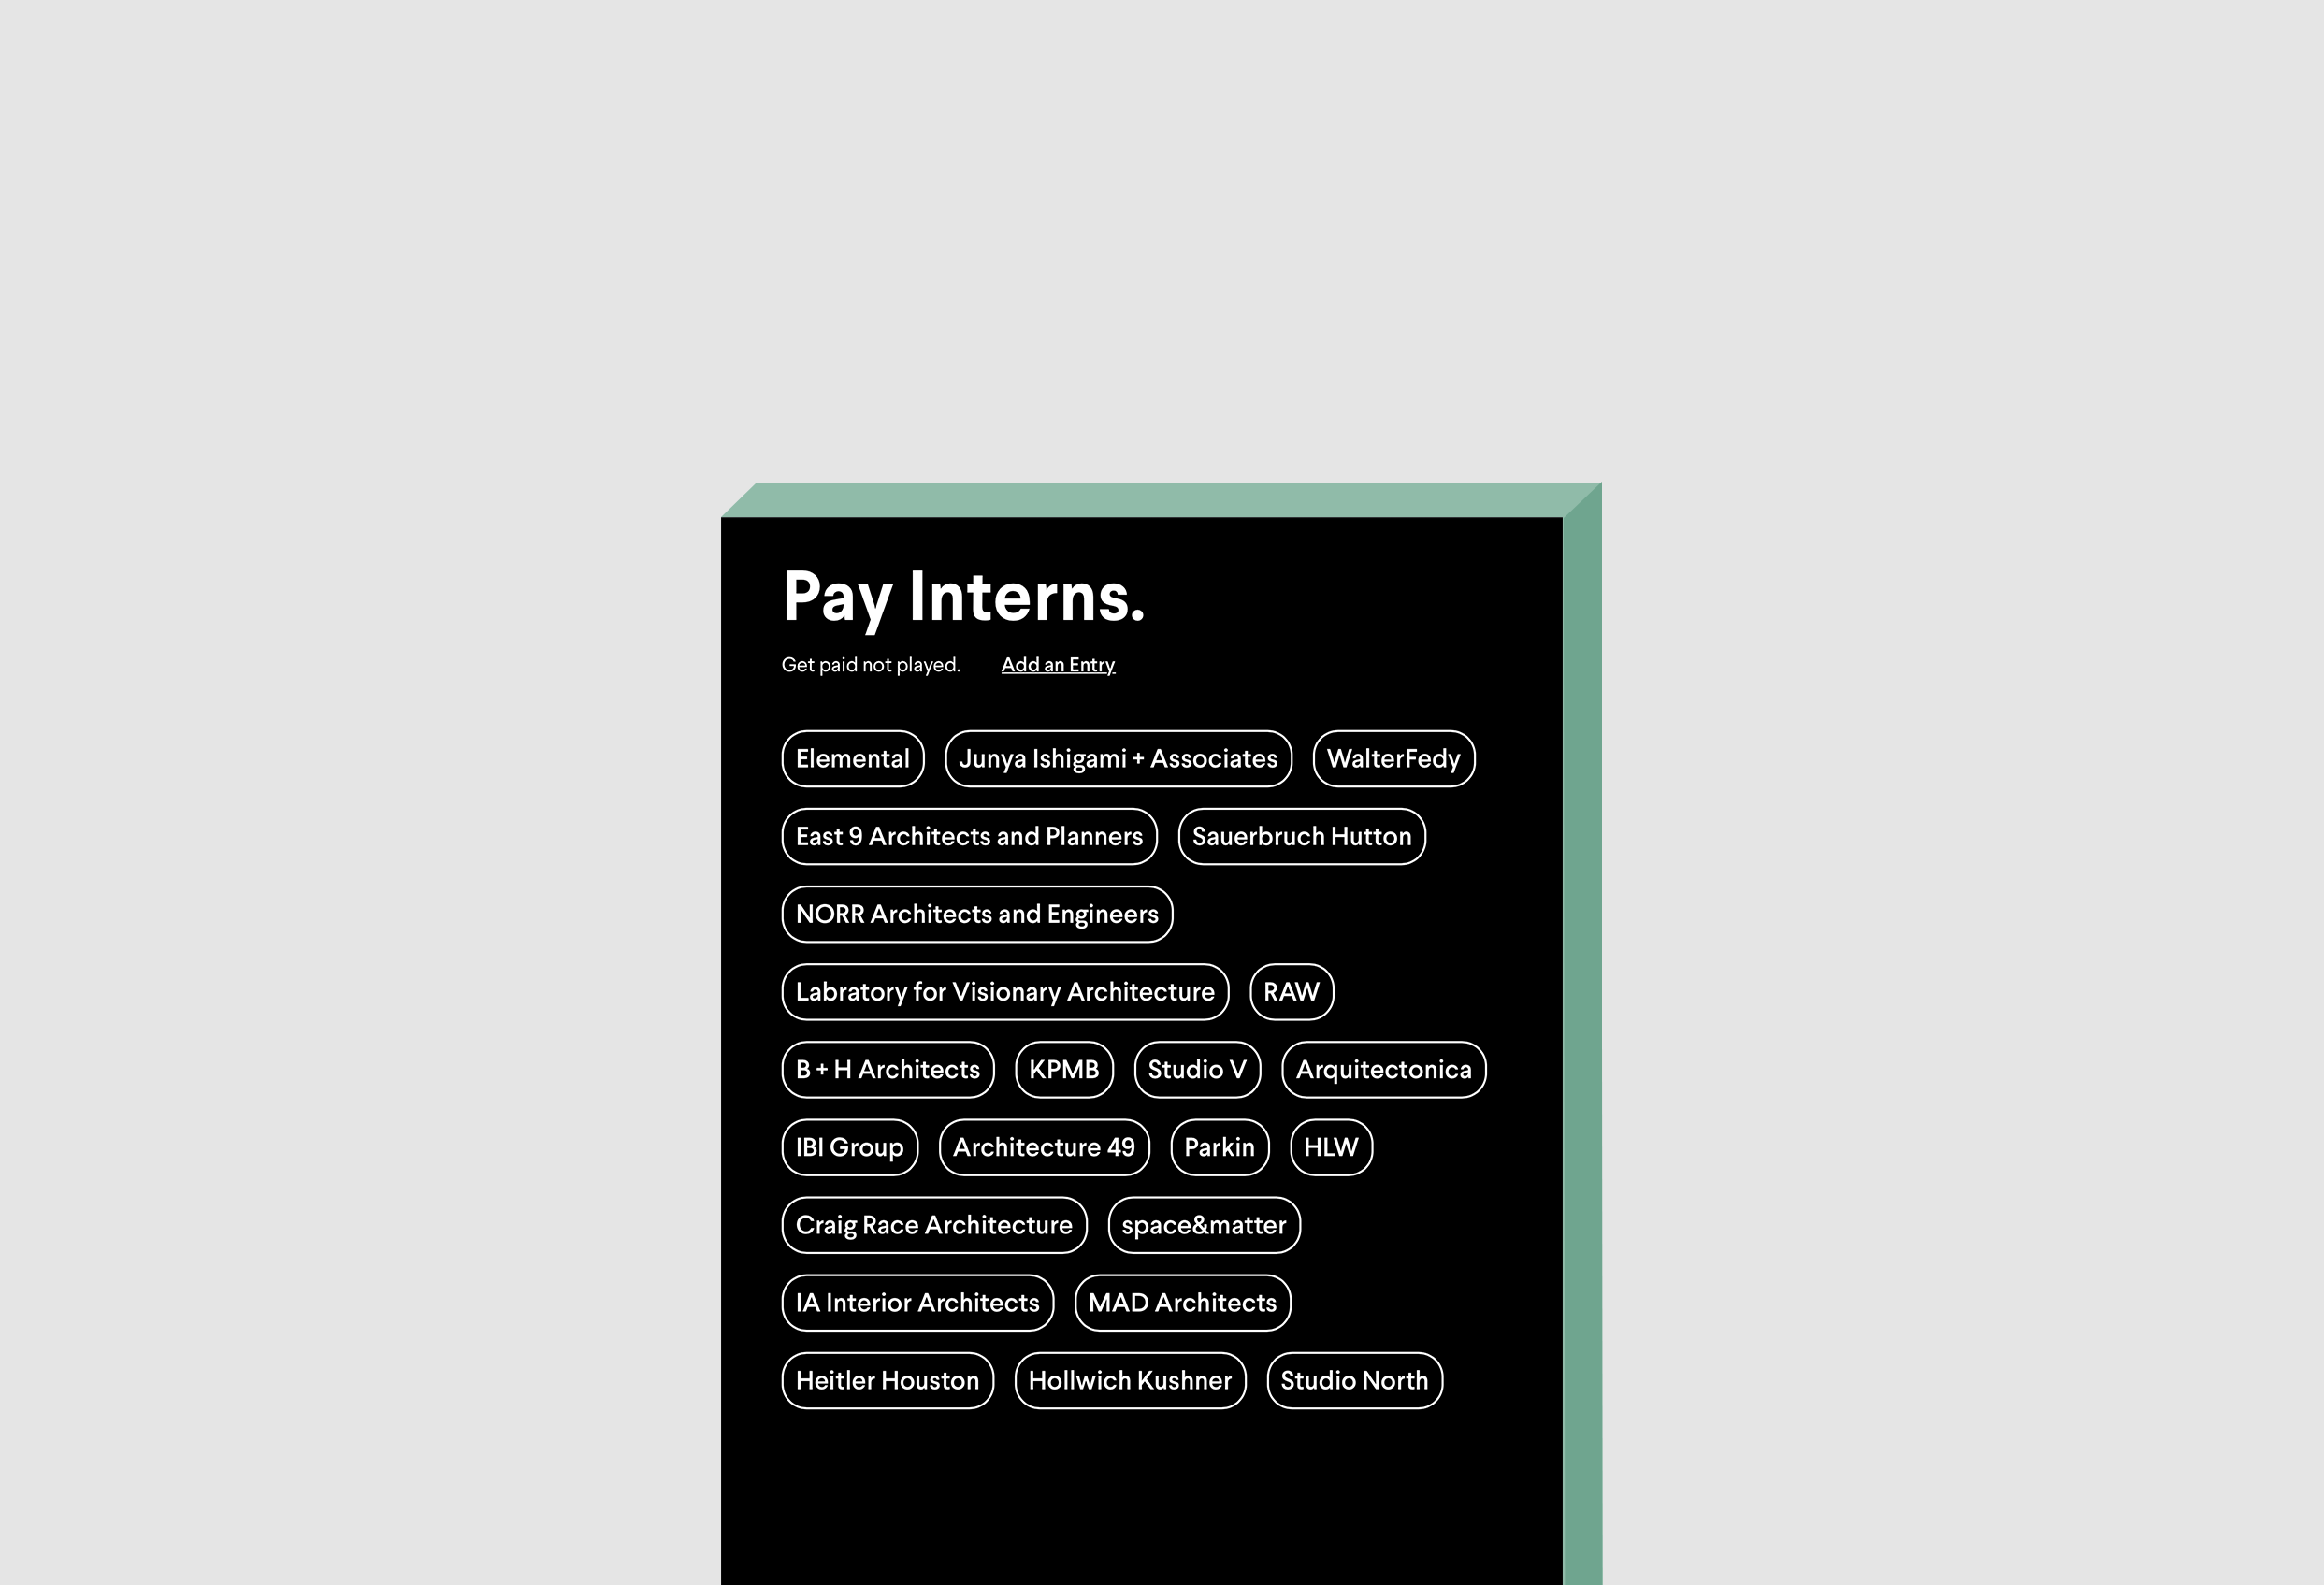 Pay Interns.
Get paid not played. Add an Entry
Elemental Junya Ishigami + Associates WalterFedy
East 9 Architects and Planners Sauerbruch Hutton
NORR Architects and Engineers
Labratory for Visionary Architecture RAW
B + H Architects KPMB Studio V Arquitectonica
IBI Group Architecture 49 Parkin HLW
Craig Race Architecture space&matter
IA Interior Architects MAD Architects
Heitler Houston Hollwich Kushner Studio North